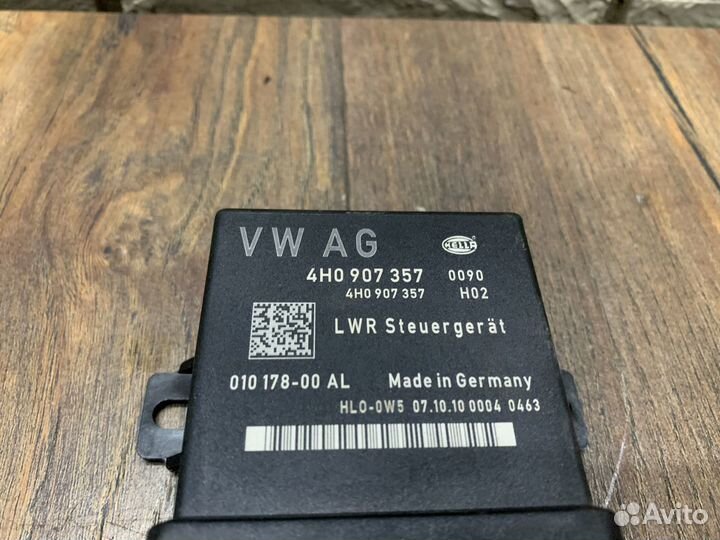 VW AG
HELLA
4H0 907 357 0090
4H0 907 357 H02
LWR Steuergerät
010 178-00 AL Made in Germany
HLO-0W5 07.10.10 0004 0463
Avito